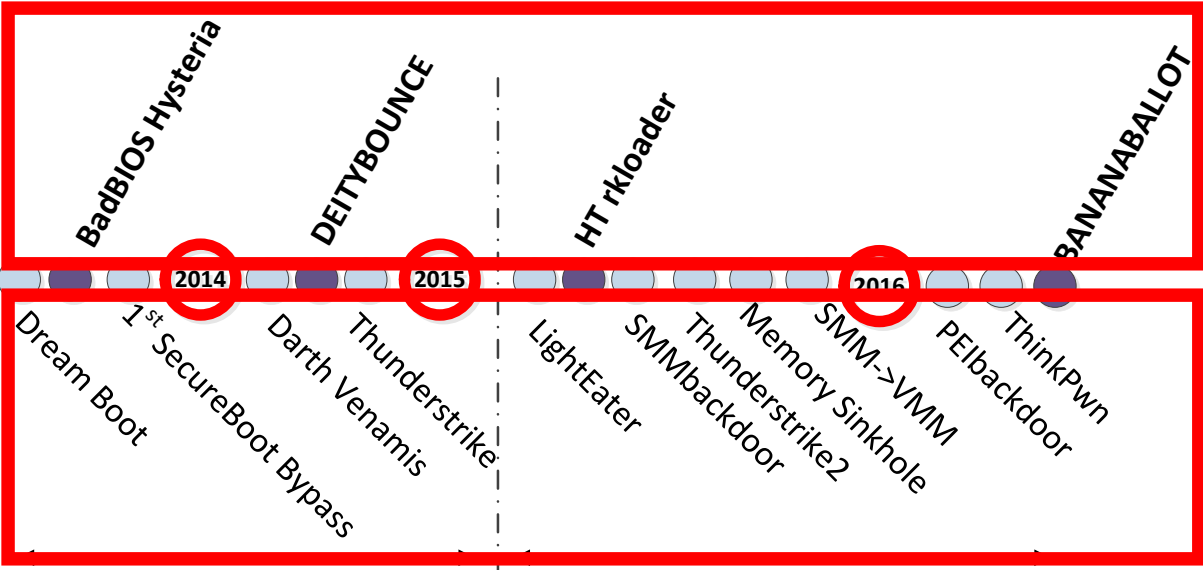 BadBIOS Hysteria
DEITYBOUNCE
HT rkloader
BANANABALLOT
2014
2015
2016
Dream Boot
1st SecureBoot Bypass
Darth Venamis
Thunderstrike
LightEater
SMMbackdoor
Thunderstrike2
Memory Sinkhole
SMM->VMM
PEIbackdoor
ThinkPwn